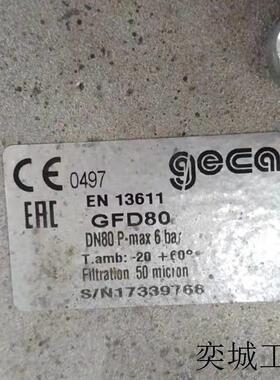 CE 0497
geca
EAC
EN 13611
GFD80
DN80 P-max 6 bar
T.amb: -20 +60°
Filtration 50 micron
S/N17339766
奕城工